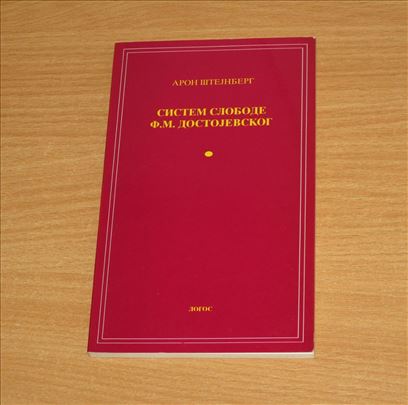 АРОН ШТЕЈНБЕРГ
СИСТЕМ СЛОБОДЕ
Ф.М. ДОСТОЈЕВСКОГ
ЛОГОС